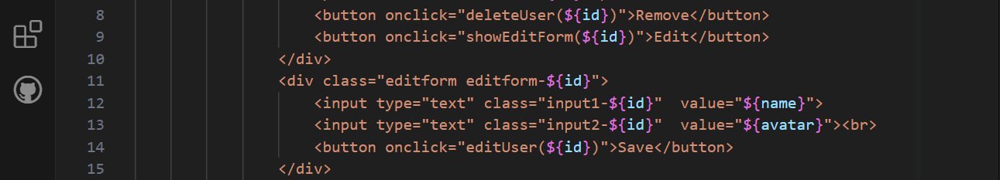 8 <button onclick="deleteUser(${id})">Remove</button>
9 <button onclick="showEditForm(${id})">Edit</button>
10 </div>
11 <div class="editform editform-${id}">
12 <input type="text" class="input1-${id}"  value="${name}">
13 <input type="text" class="input2-${id}"  value="${avatar}"><br>
14 <button onclick="editUser(${id})">Save</button>
15 </div>